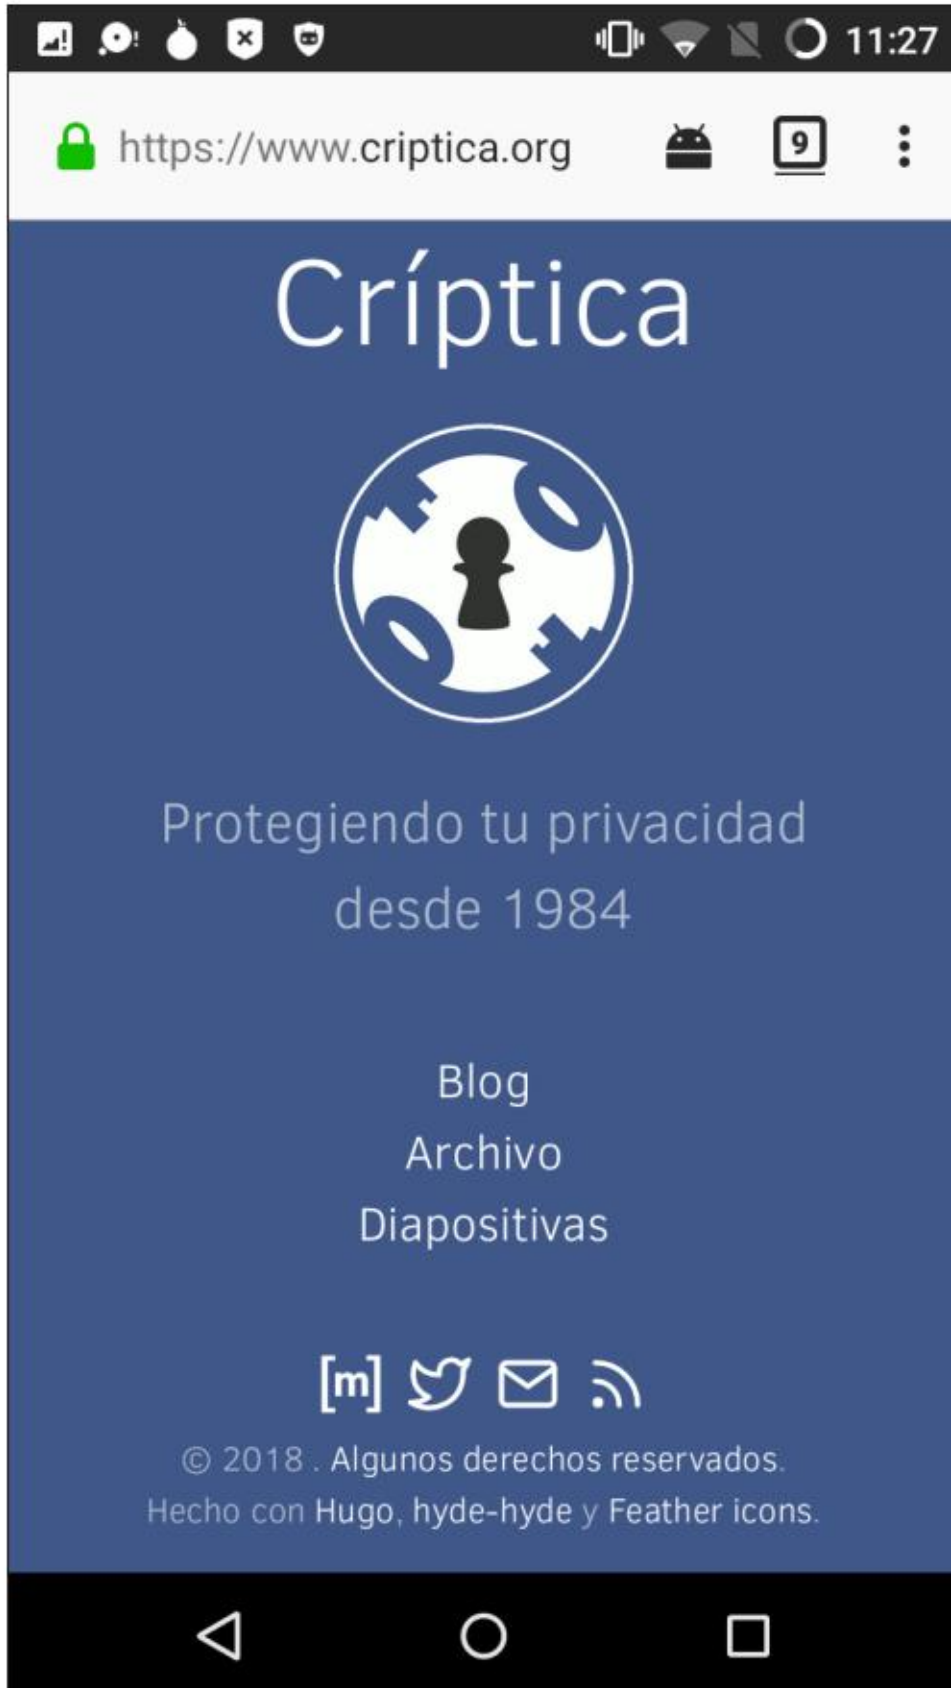 11:27
https://www.criptica.org
9
Críptica
Protegiendo tu privacidad
desde 1984
Blog
Archivo
Diapositivas
[m]
© 2018 . Algunos derechos reservados.
Hecho con Hugo, hyde-hyde y Feather icons.